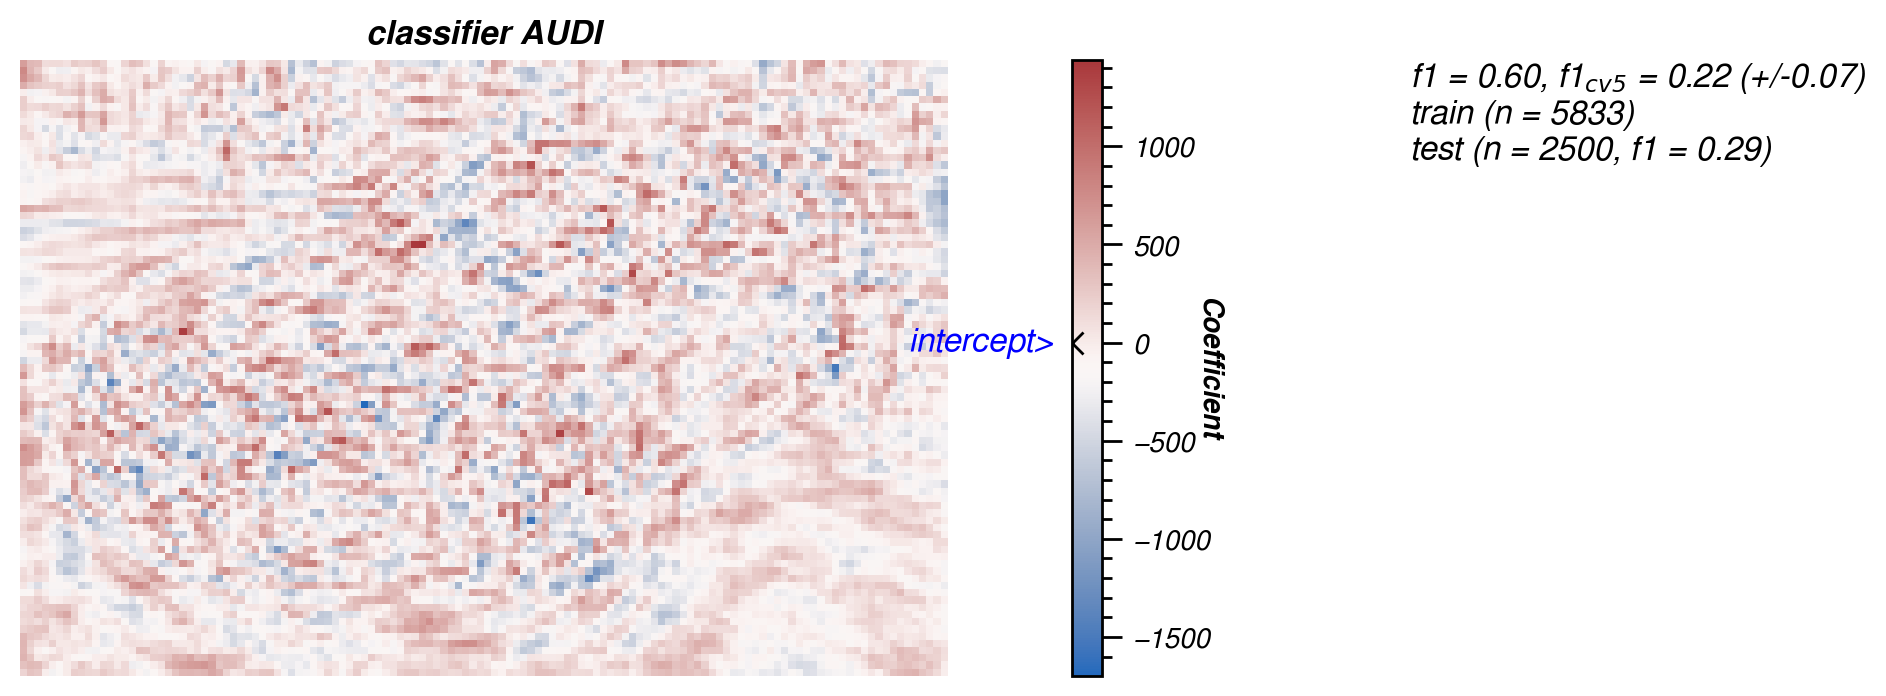 classifier AUDI
f1 = 0.60, f1cv5 = 0.22 (+/-0.07)
train (n = 5833)
test (n = 2500, f1 = 0.29)
1000
500
intercept>
0
−500
−1000
−1500
Coefficient